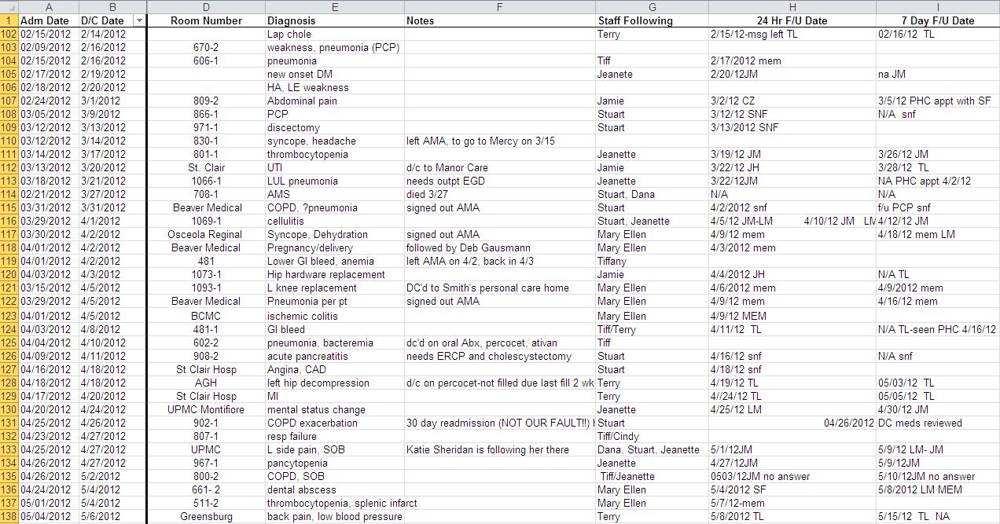 A B D E F G H I
1 Adm Date D/C Date Room Number Diagnosis Notes Staff Following 24 Hr F/U Date 7 Day F/U Date
102 02/15/2012 2/14/2012 Lap chole Terry 2/15/12-msg left TL 02/16/12 TL
103 02/09/2012 2/16/2012 670-2 weakness, pneumonia (PCP)
104 02/15/2012 2/16/2012 606-1 pneumonia Tiff 2/17/2012 mem
105 02/17/2012 2/19/2012 new onset DM Jeanete 2/20/12JM na JM
106 02/18/2012 2/20/2012 HA, LE weakness
107 02/24/2012 3/1/2012 809-2 Abdominal pain Jamie 3/2/12 CZ 3/5/12 PHC appt with SF
108 03/05/2012 3/9/2012 866-1 PCP Stuart 3/12/12 SNF N/A snf
109 03/12/2012 3/13/2012 971-1 discectomy Stuart 3/13/2012 SNF
110 03/12/2012 3/14/2012 830-1 syncope, headache left AMA, to go to Mercy on 3/15
111 03/14/2012 3/17/2012 801-1 thrombocytopenia Jeanette 3/19/12 JM 3/26/12 JM
112 03/13/2012 3/20/2012 St. Clair UTI d/c to Manor Care Jamie 3/22/12 JH 3/28/12 TL
113 03/18/2012 3/21/2012 1066-1 LUL pneumonia needs outpt EGD Jeanette 3/22/12JM NA PHC appt 4/2/12
114 02/21/2012 3/27/2012 708-1 AMS died 3/27 Stuart, Dana N/A N/A
115 03/31/2012 3/31/2012 Beaver Medical COPD, ?pneumonia signed out AMA Stuart 4/2/2012 snf f/u PCP snf
116 03/29/2012 4/1/2012 1069-1 cellulitis Stuart, Jeanette 4/5/12 JM-LM 4/10/12 JM LM 4/12/12 JM
117 03/30/2012 4/2/2012 Osceola Reginal Syncope, Dehydration signed out AMA Mary Ellen 4/9/12 mem 4/18/12 mem LM
118 04/01/2012 4/2/2012 Beaver Medical Pregnancy/delivery followed by Deb Gausmann Mary Ellen 4/3/2012 mem
119 04/01/2012 4/2/2012 481 Lower GI bleed, anemia left AMA on 4/2, back in 4/3 Tiffany
120 04/03/2012 4/3/2012 1073-1 Hip hardware replacement Jamie 4/4/2012 JH N/A TL
121 03/15/2012 4/5/2012 1093-1 L knee replacement DC'd to Smith's personal care home Mary Ellen 4/6/2012 mem 4/9/2012 mem
122 03/29/2012 4/5/2012 Beaver Medical Pneumonia per pt signed out AMA Mary Ellen 4/9/12 mem 4/16/12 mem
123 04/01/2012 4/5/2012 BCMC ischemic colitis Mary Ellen 4/9/12 MEM
124 04/03/2012 4/8/2012 481-1 GI bleed Tiff/Terry 4/11/12 TL N/A TL-seen PHC 4/16/12
125 04/04/2012 4/10/2012 602-2 pneumonia, bacteremia dc'd on oral Abx, percocet, ativan Tiff
126 04/09/2012 4/11/2012 908-2 acute pancreatitis needs ERCP and cholescystectomy Stuart 4/16/12 snf N/A snf
127 04/16/2012 4/18/2012 St Clair Hosp Angina, CAD Stuart 4/18/12 snf
128 04/18/2012 4/18/2012 AGH left hip decompression d/c on percocet-not filled due last fill 2 wk Terry 4/19/12 TL 05/03/12 TL
129 04/17/2012 4/20/2012 St Clair Hosp MI Terry 4//24/12 TL 05/05/12 TL
130 04/20/2012 4/24/2012 UPMC Montifiore mental status change Jeanette 4/25/12 LM 4/30/12 JM
131 04/25/2012 4/26/2012 902-1 COPD exacerbation 30 day readmission (NOT OUR FAULT!!) Stuart 04/26/2012 DC meds reviewed
132 04/23/2012 4/27/2012 807-1 resp failure Tiff/Cindy
133 04/25/2012 4/27/2012 UPMC L side pain, SOB Katie Sheridan is following her there Dana, Stuart, Jeanette 5/1/12JM 5/9/12 LM- JM
134 04/26/2012 4/27/2012 967-1 pancytopenia Jeanette 4/27/12JM 5/9/12JM
135 04/26/2012 5/2/2012 800-2 COPD, SOB Tiff/Jeanette 0503/12JM no answer 5/10/12JM no answer
136 04/24/2012 5/4/2012 661- 2 dental abscess Mary Ellen 5/4/2012 SF 5/8/2012 LM MEM
137 05/01/2012 5/4/2012 511-2 thrombocytopenia, splenic infarct Mary Ellen 5/7/12-mem
138 05/04/2012 5/6/2012 Greensburg back pain, low blood pressure Terry 5/8/2012 TL 5/15/12 TL NA